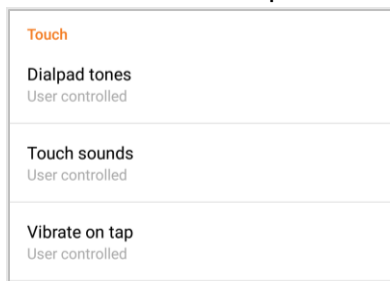 Touch
Dialpad tones
User controlled
Touch sounds
User controlled
Vibrate on tap
User controlled